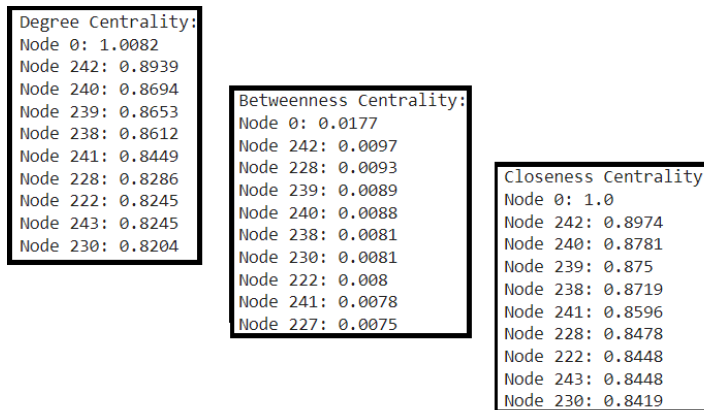 Degree Centrality:
Node 0: 1.0082
Node 242: 0.8939
Node 240: 0.8694
Node 239: 0.8653
Node 238: 0.8612
Node 241: 0.8449
Node 228: 0.8286
Node 222: 0.8245
Node 243: 0.8245
Node 230: 0.8204
Betweenness Centrality:
Node 0: 0.0177
Node 242: 0.0097
Node 228: 0.0093
Node 239: 0.0089
Node 240: 0.0088
Node 238: 0.0081
Node 230: 0.0081
Node 222: 0.008
Node 241: 0.0078
Node 227: 0.0075
Closeness Centrality
Node 0: 1.0
Node 242: 0.8974
Node 240: 0.8781
Node 239: 0.875
Node 238: 0.8719
Node 241: 0.8596
Node 228: 0.8478
Node 222: 0.8448
Node 243: 0.8448
Node 230: 0.8419